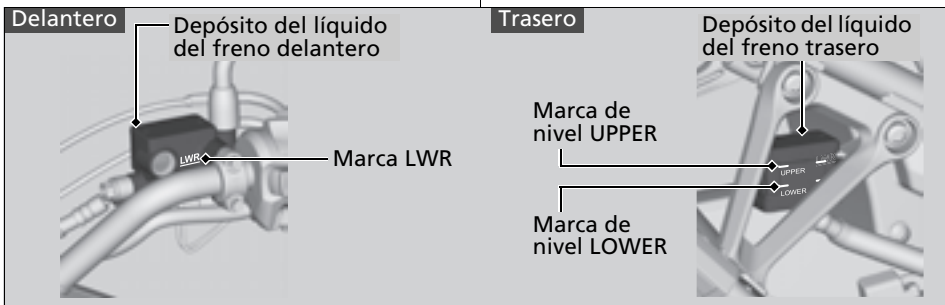 Delantero
Depósito del líquido
del freno delantero
LWR
Marca LWR
Trasero
Depósito del líquido
del freno trasero
Marca de
nivel UPPER
UPPER
LOWER
Marca de
nivel LOWER